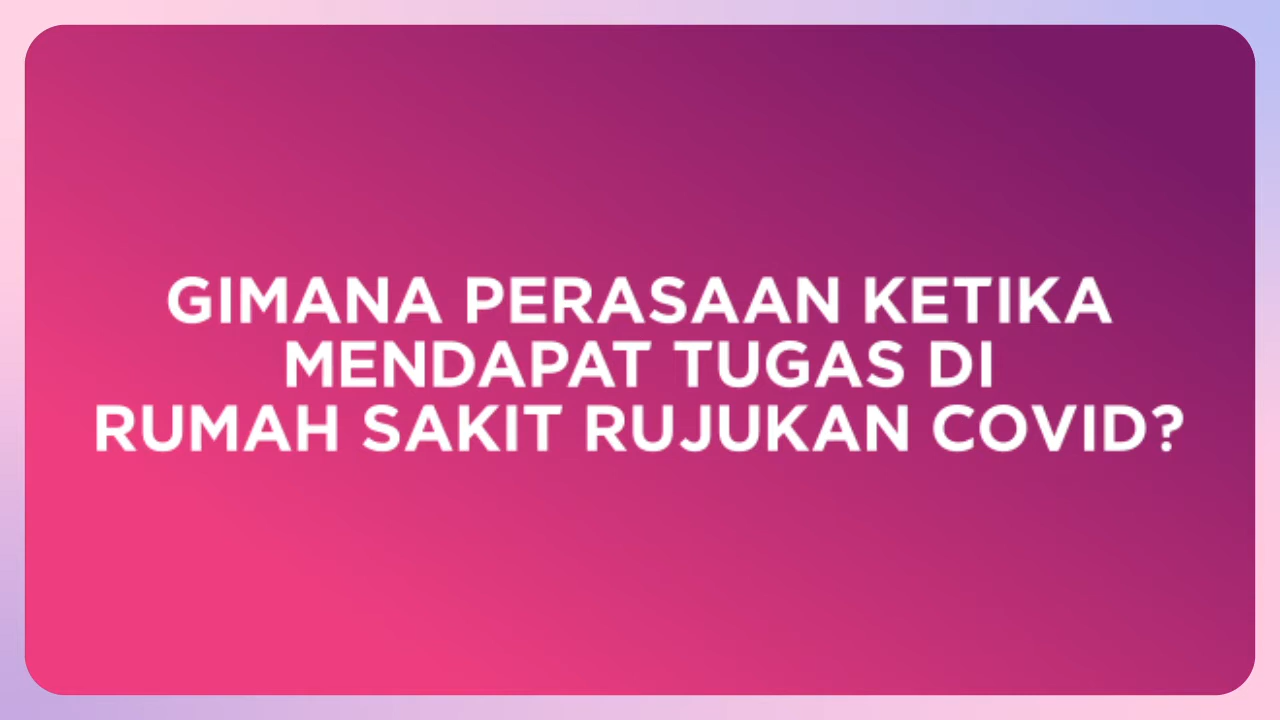 GIMANA PERASAAN KETIKA
MENDAPAT TUGAS DI
RUMAH SAKIT RUJUKAN COVID?